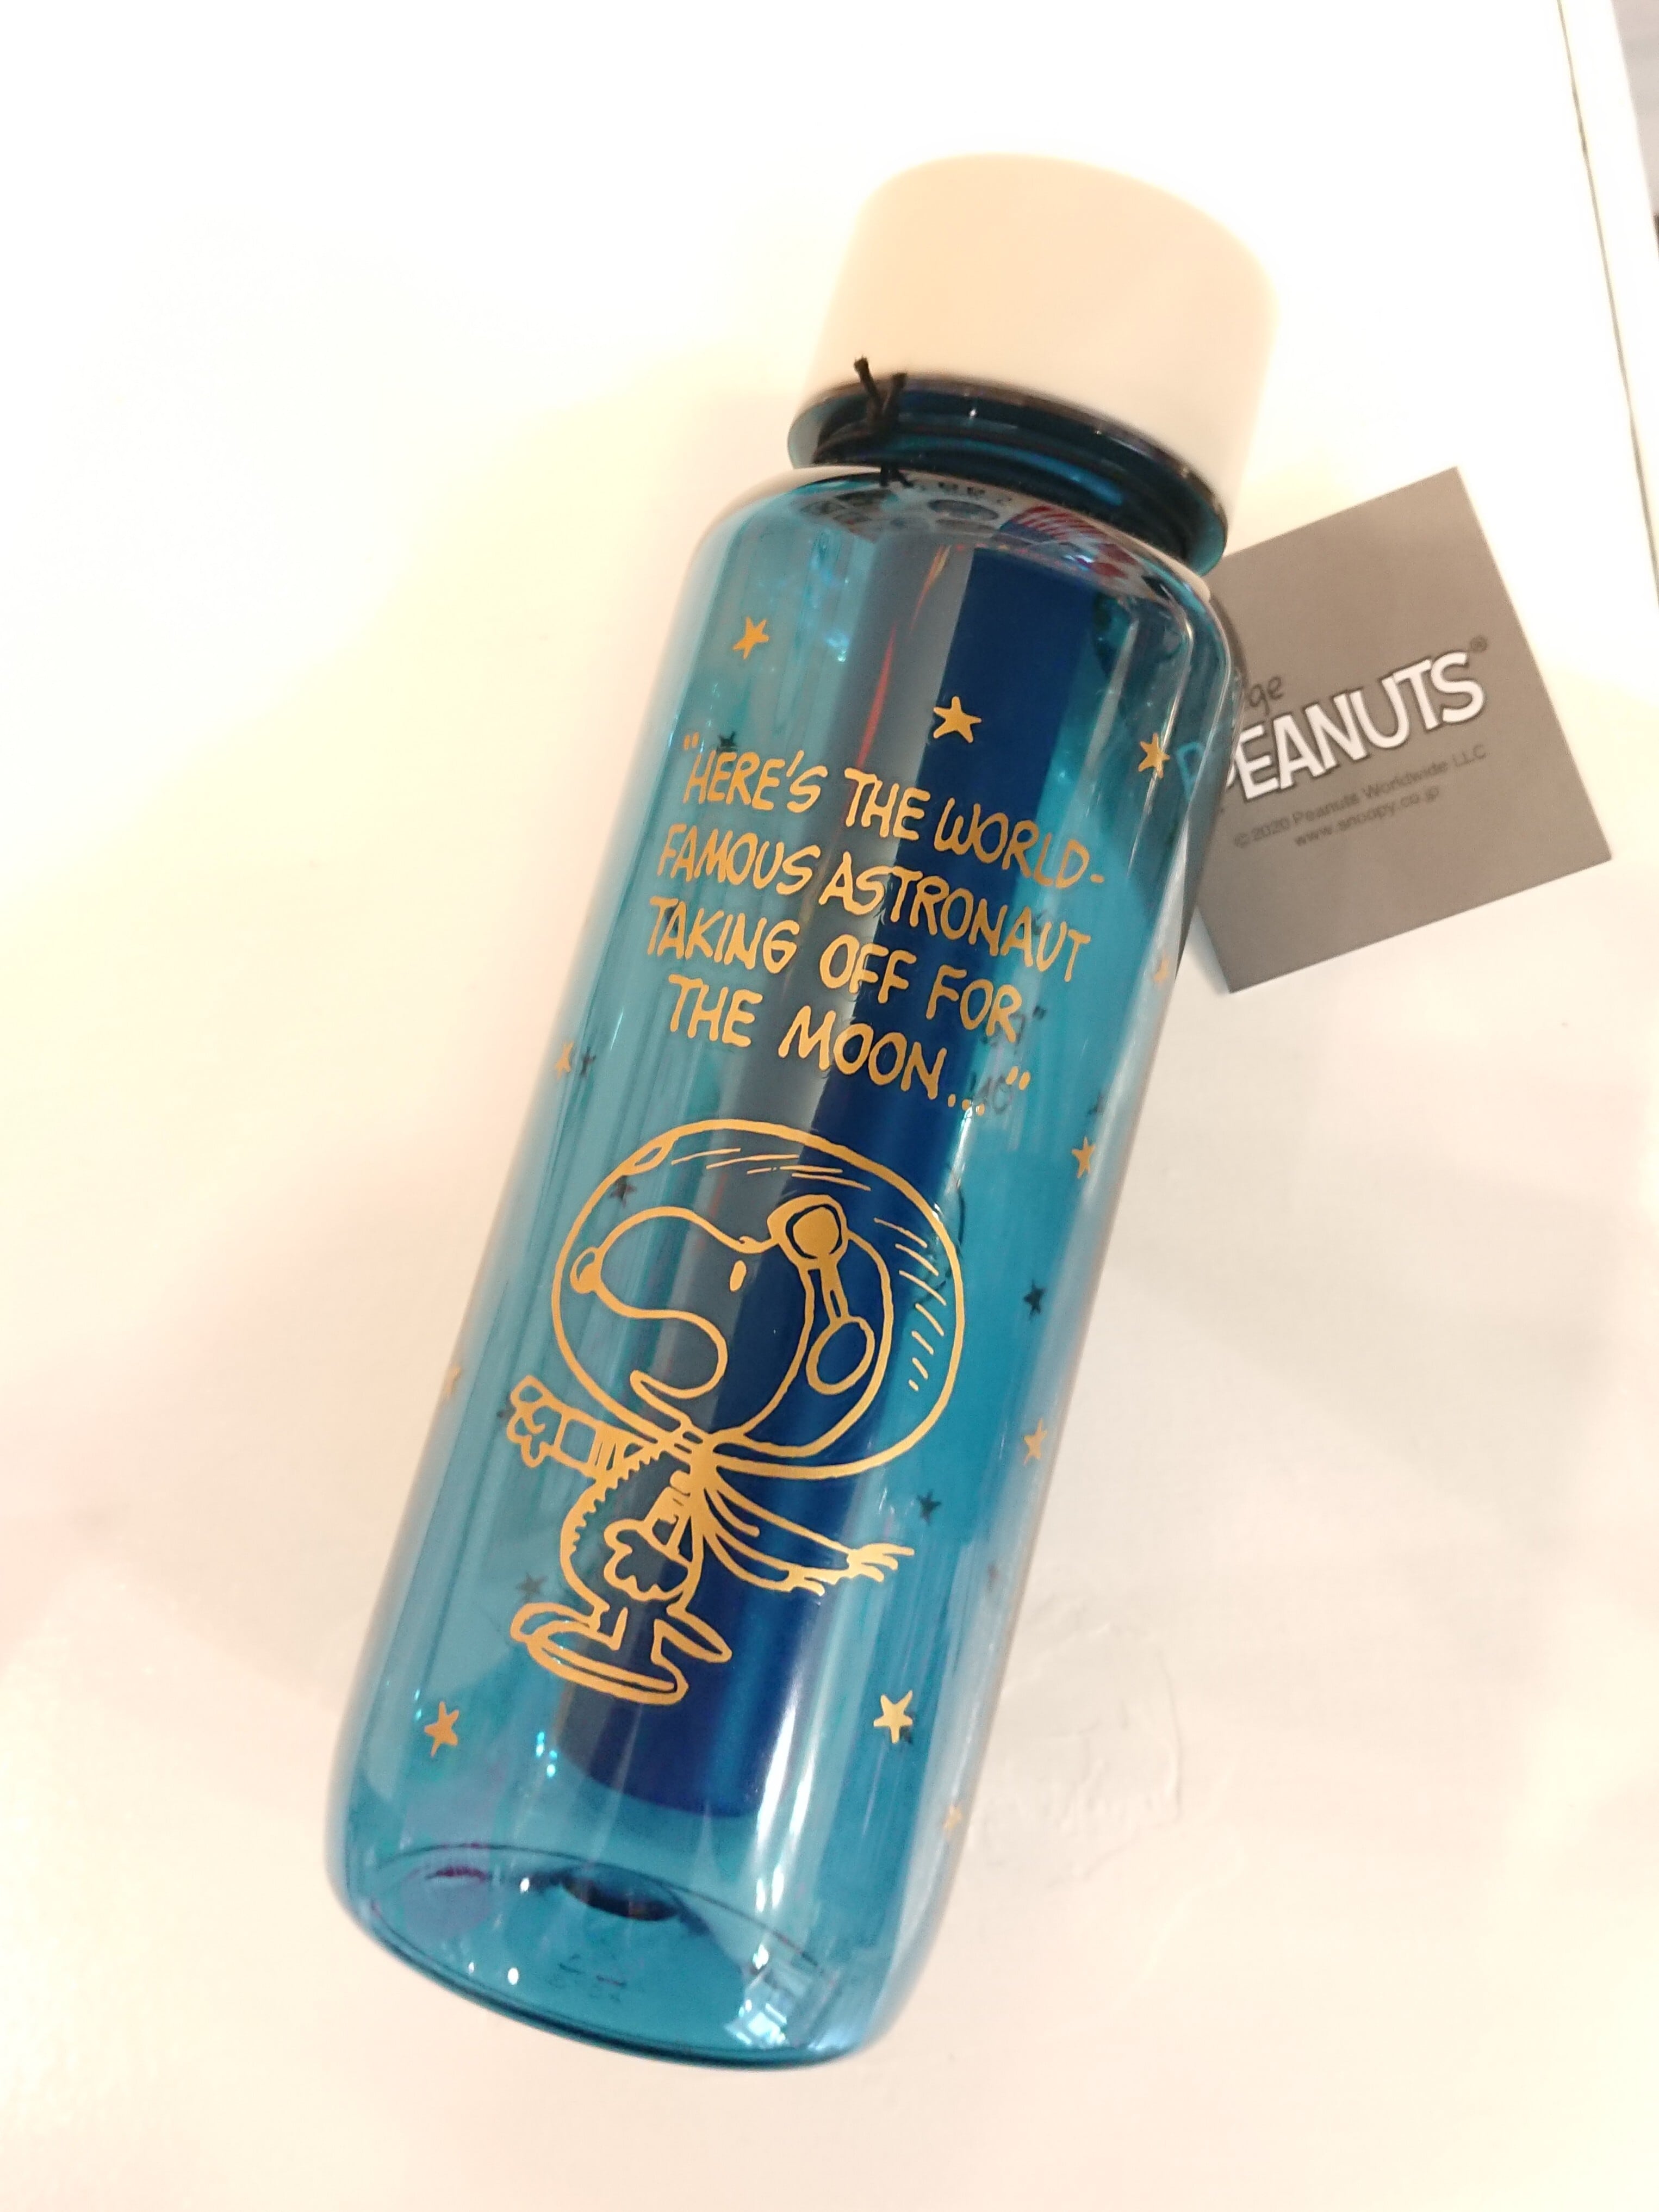 "HERE'S THE WORLD-
FAMOUS ASTRONAUT
TAKING OFF FOR
THE MOON..."
PEANUTS®
©2020 Peanuts Worldwide LLC
www.snoopy.co.jp